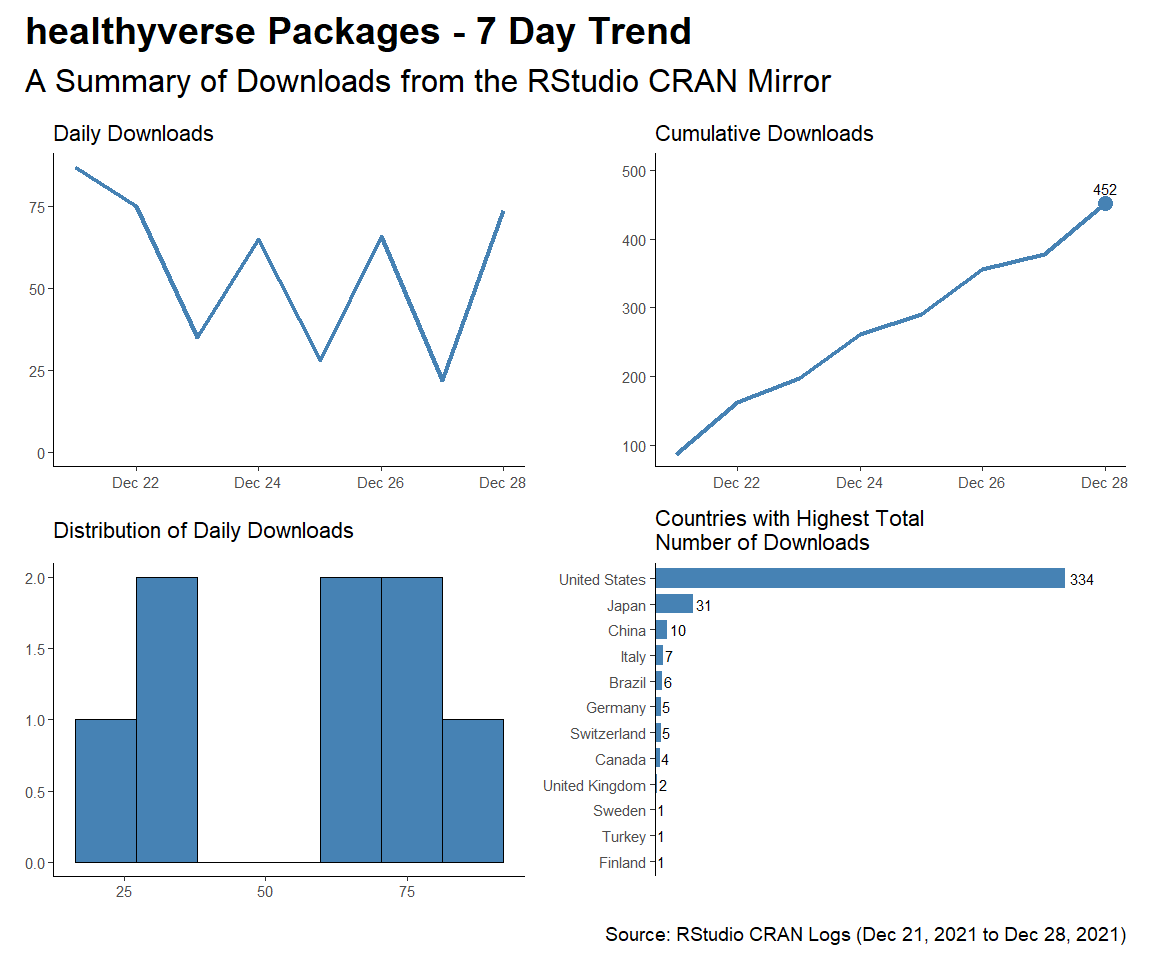 healthyverse Packages - 7 Day Trend
A Summary of Downloads from the RStudio CRAN Mirror
Daily Downloads
75
50
25
0
Dec 22 Dec 24 Dec 26 Dec 28
Cumulative Downloads
500
400
300
200
100
452
Dec 22 Dec 24 Dec 26 Dec 28
Distribution of Daily Downloads
2.0
1.5
1.0
0.5
0.0
25 50 75
Countries with Highest Total
Number of Downloads
United States 334
Japan 31
China 10
Italy 7
Brazil 6
Germany 5
Switzerland 5
Canada 4
United Kingdom 2
Sweden 1
Turkey 1
Finland 1
Source: RStudio CRAN Logs (Dec 21, 2021 to Dec 28, 2021)